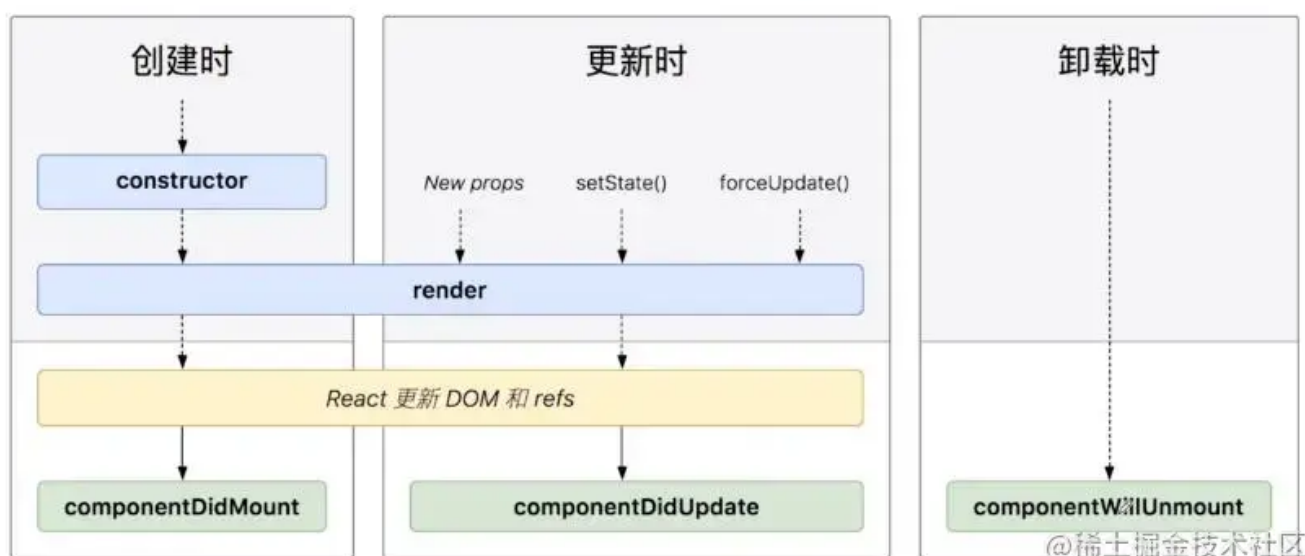 创建时
更新时
卸载时
constructor
New props
setState()
forceUpdate()
render
React 更新 DOM 和 refs
componentDidMount
componentDidUpdate
componentWillUnmount
@稀土掘金技术社区